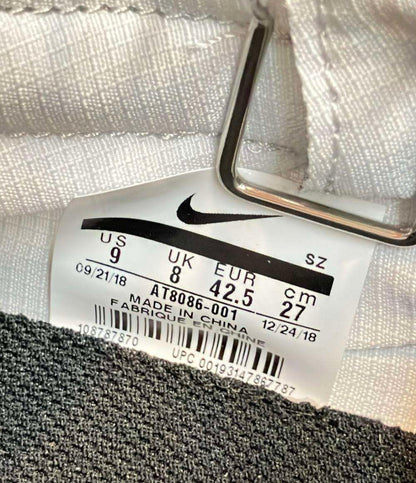 SZ
US UK EUR cm
9 8 42.5 27
09/21/18 AT8086-001 12/24/18
MADE IN CHINA
FABRIQUE EN CHINE
108787870
UPC 00193147867787